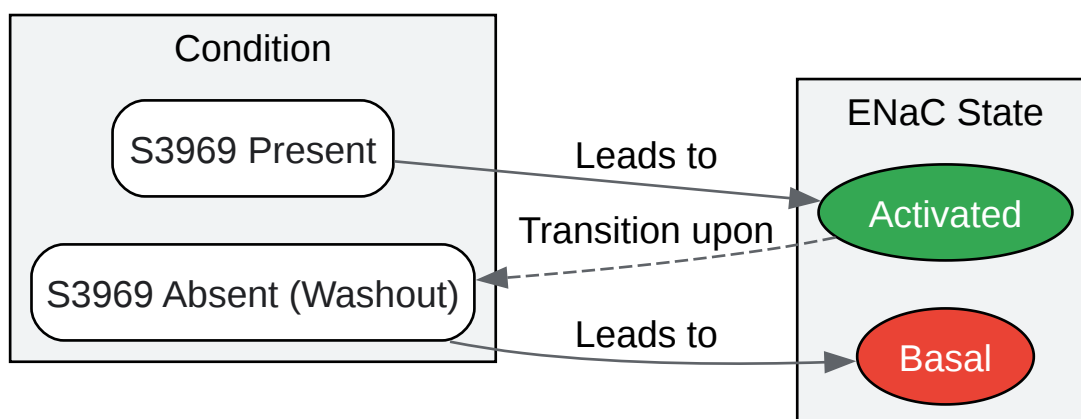 Condition
S3969 Present
S3969 Absent (Washout)
Leads to
Transition upon
Leads to
ENaC State
Activated
Basal